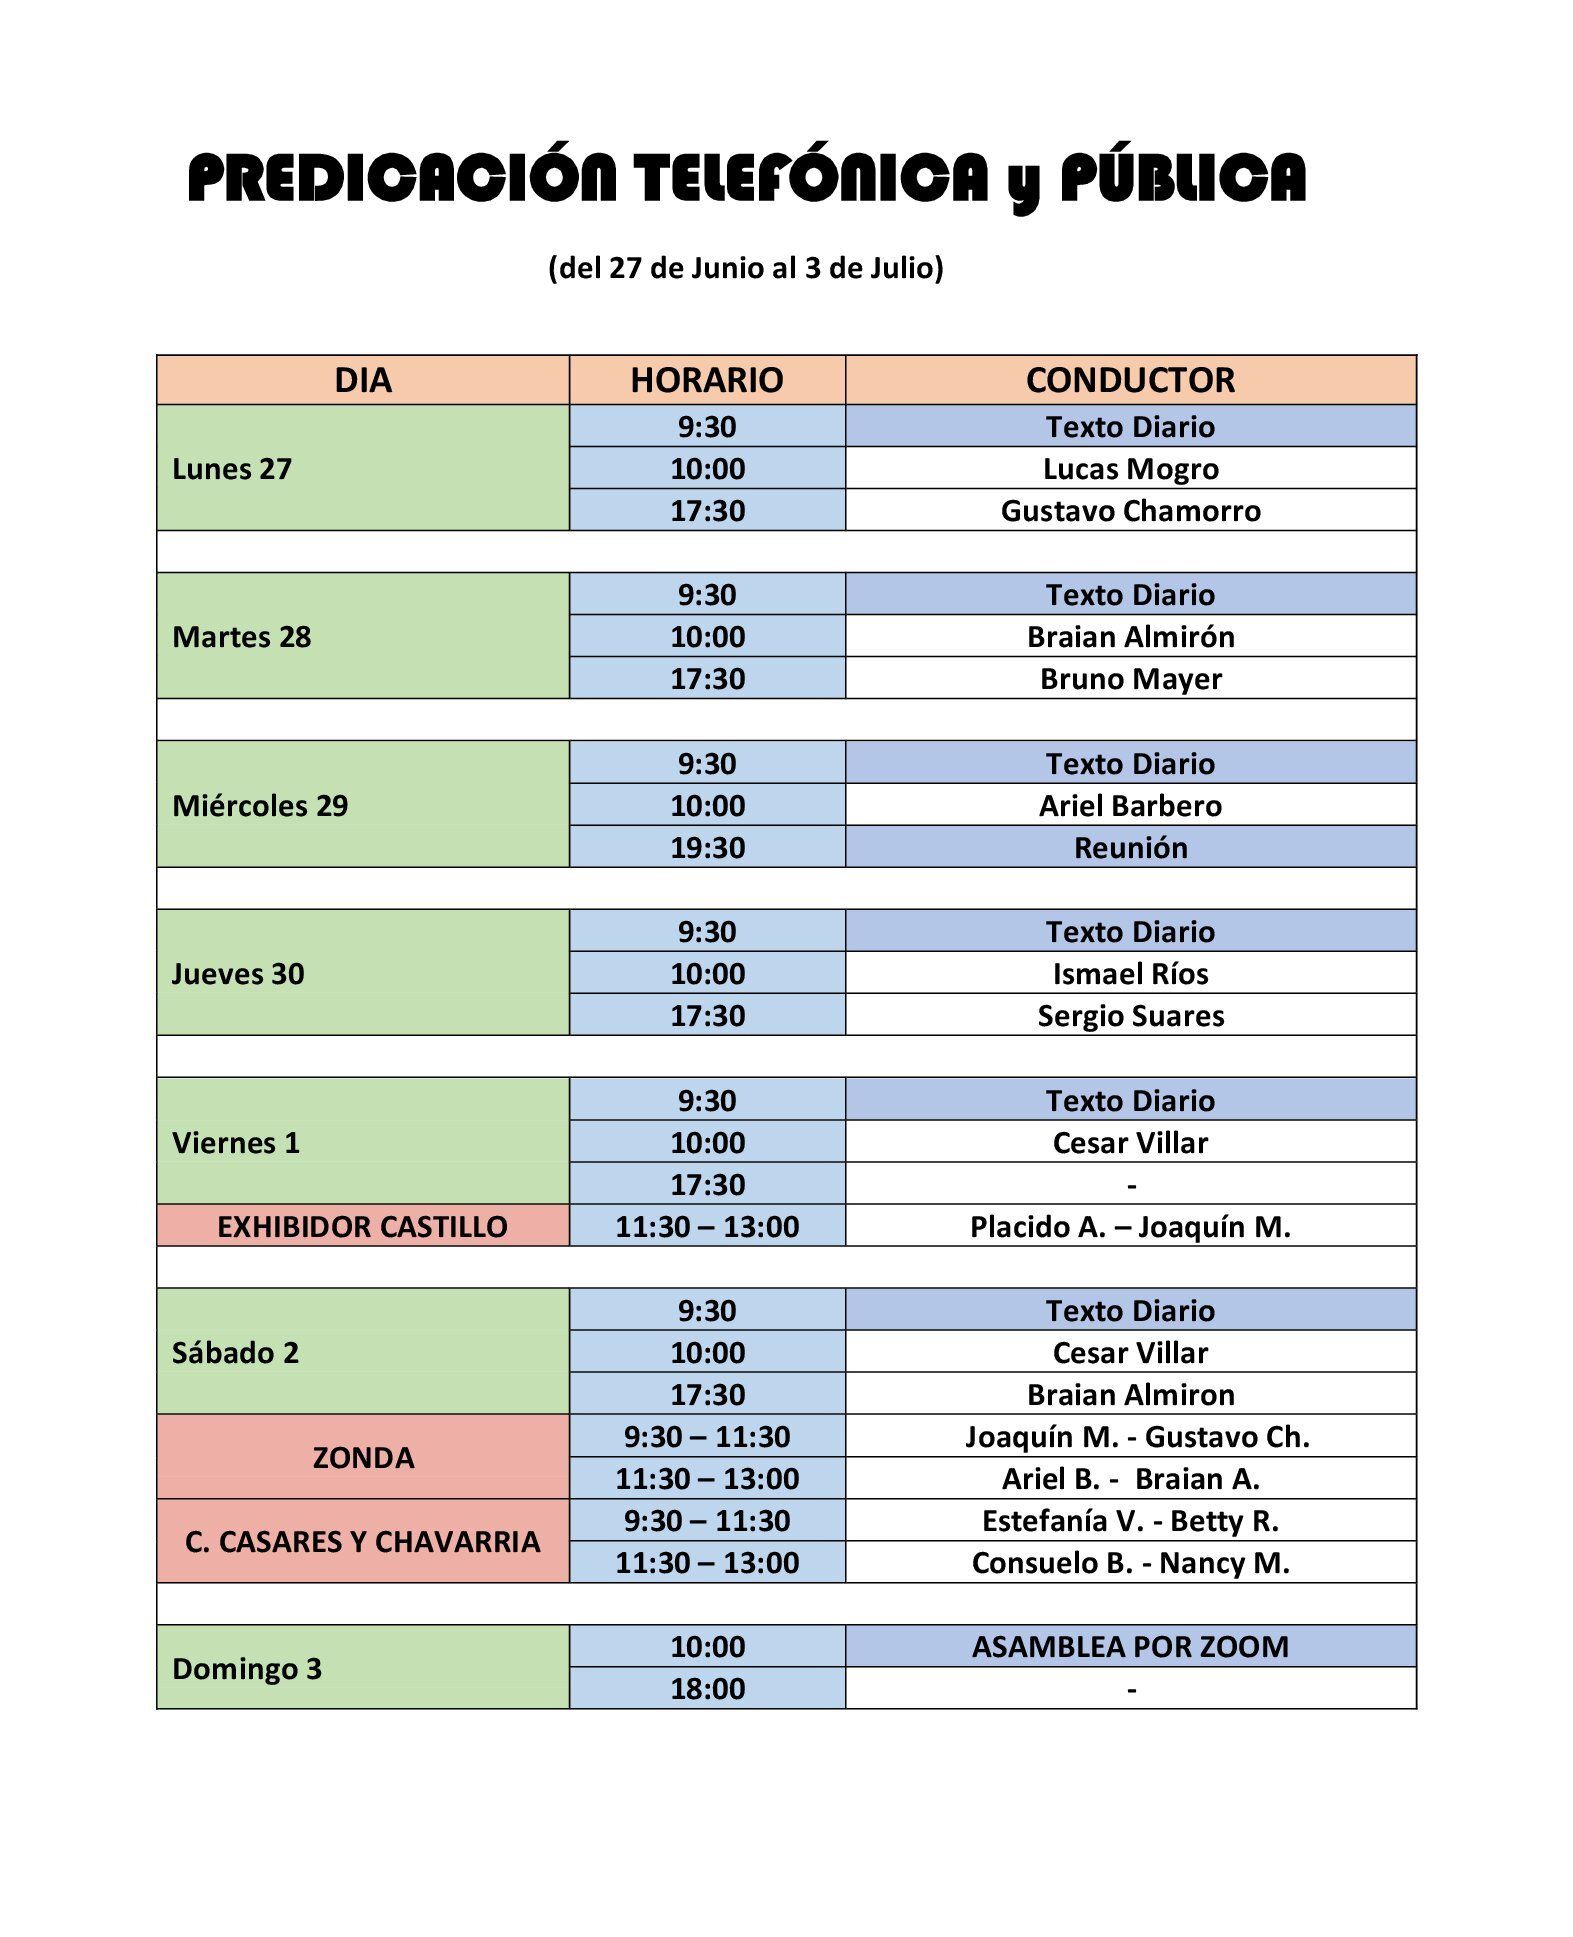 PREDICACIÓN TELEFÓNICA y PÚBLICA
(del 27 de Junio al 3 de Julio)
DIA HORARIO CONDUCTOR
Lunes 27
9:30 Texto Diario
10:00 Lucas Mogro
17:30 Gustavo Chamorro
Martes 28
9:30 Texto Diario
10:00 Braian Almirón
17:30 Bruno Mayer
Miércoles 29
9:30 Texto Diario
10:00 Ariel Barbero
19:30 Reunión
Jueves 30
9:30 Texto Diario
10:00 Ismael Ríos
17:30 Sergio Suares
Viernes 1
9:30 Texto Diario
10:00 Cesar Villar
17:30 -
EXHIBIDOR CASTILLO 11:30 – 13:00 Placido A. – Joaquín M.
Sábado 2
9:30 Texto Diario
10:00 Cesar Villar
17:30 Braian Almiron
ZONDA
9:30 – 11:30 Joaquín M. - Gustavo Ch.
11:30 – 13:00 Ariel B. - Braian A.
C. CASARES Y CHAVARRIA
9:30 – 11:30 Estefanía V. - Betty R.
11:30 – 13:00 Consuelo B. - Nancy M.
Domingo 3
10:00 ASAMBLEA POR ZOOM
18:00 -